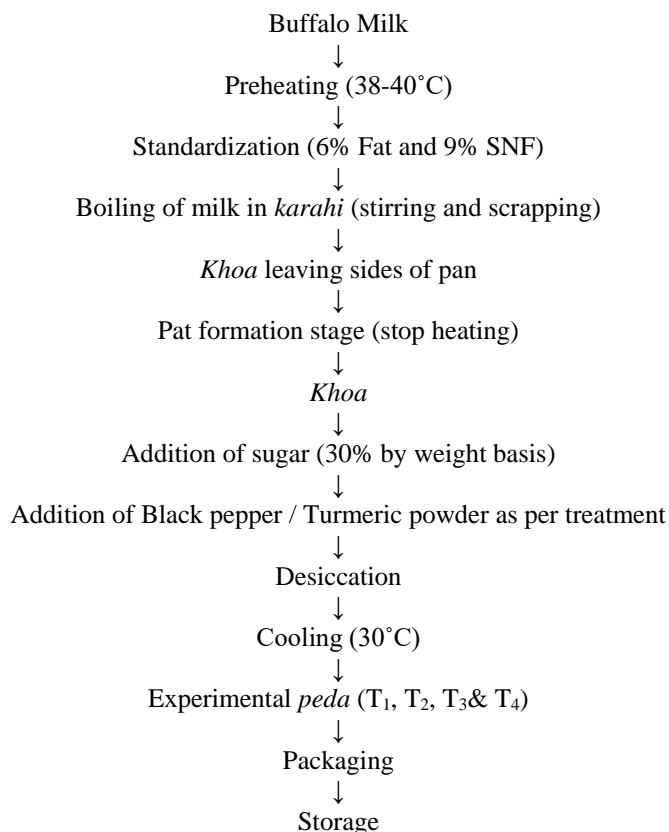 Buffalo Milk
↓
Preheating (38-40˚C)
↓
Standardization (6% Fat and 9% SNF)
↓
Boiling of milk in karahi (stirring and scrapping)
↓
Khoa leaving sides of pan
↓
Pat formation stage (stop heating)
↓
Khoa
↓
Addition of sugar (30% by weight basis)
↓
Addition of Black pepper / Turmeric powder as per treatment
↓
Desiccation
↓
Cooling (30˚C)
↓
Experimental peda (T₁, T₂, T₃& T₄)
↓
Packaging
↓
Storage